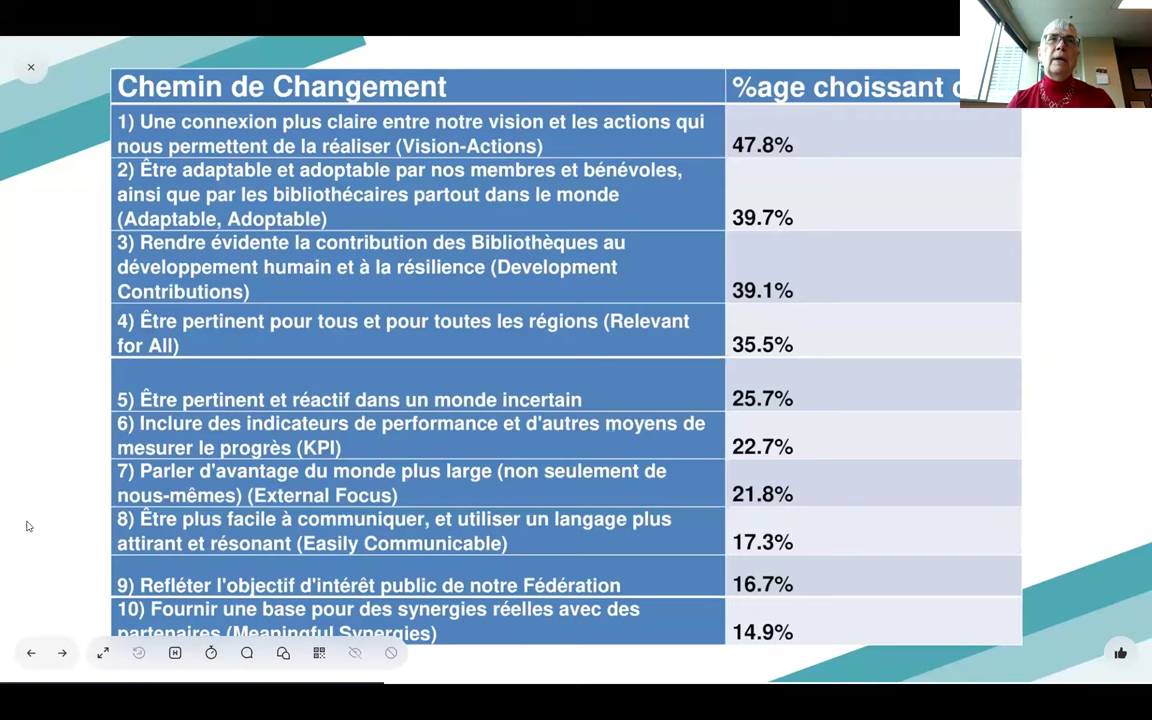 Chemin de Changement
%age choissant
1) Une connexion plus claire entre notre vision et les actions qui
nous permettent de la réaliser (Vision-Actions)
47.8%
2) Être adaptable et adoptable par nos membres et bénévoles,
ainsi que par les bibliothécaires partout dans le monde
(Adaptable, Adoptable)
39.7%
3) Rendre évidente la contribution des Bibliothèques au
développement humain et à la résilience (Development
Contributions)
39.1%
4) Être pertinent pour tous et pour toutes les régions (Relevant
for All)
35.5%
5) Être pertinent et réactif dans un monde incertain
25.7%
6) Inclure des indicateurs de performance et d'autres moyens de
mesurer le progrès (KPI)
22.7%
7) Parler d'avantage du monde plus large (non seulement de
nous-mêmes) (External Focus)
21.8%
8) Être plus facile à communiquer, et utiliser un langage plus
attirant et résonant (Easily Communicable)
17.3%
9) Refléter l'objectif d'intérêt public de notre Fédération
16.7%
10) Fournir une base pour des synergies réelles avec des
partenaires (Meaningful Synergies)
14.9%